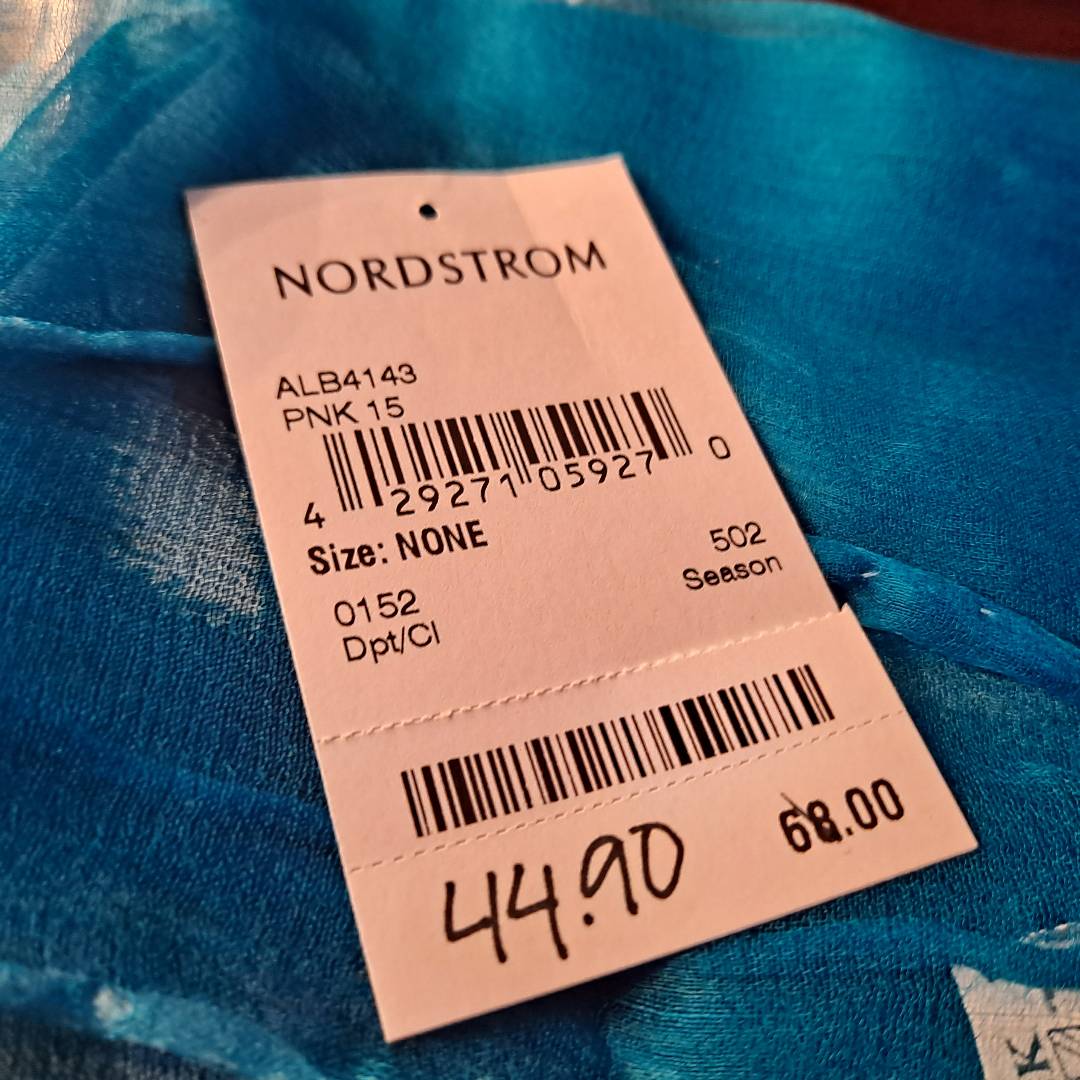 NORDSTROM
ALB4143
PNK 15
4 29271 05927 0
Size: NONE
502
Season
0152
Dpt/Cl
68.00
44.90
K